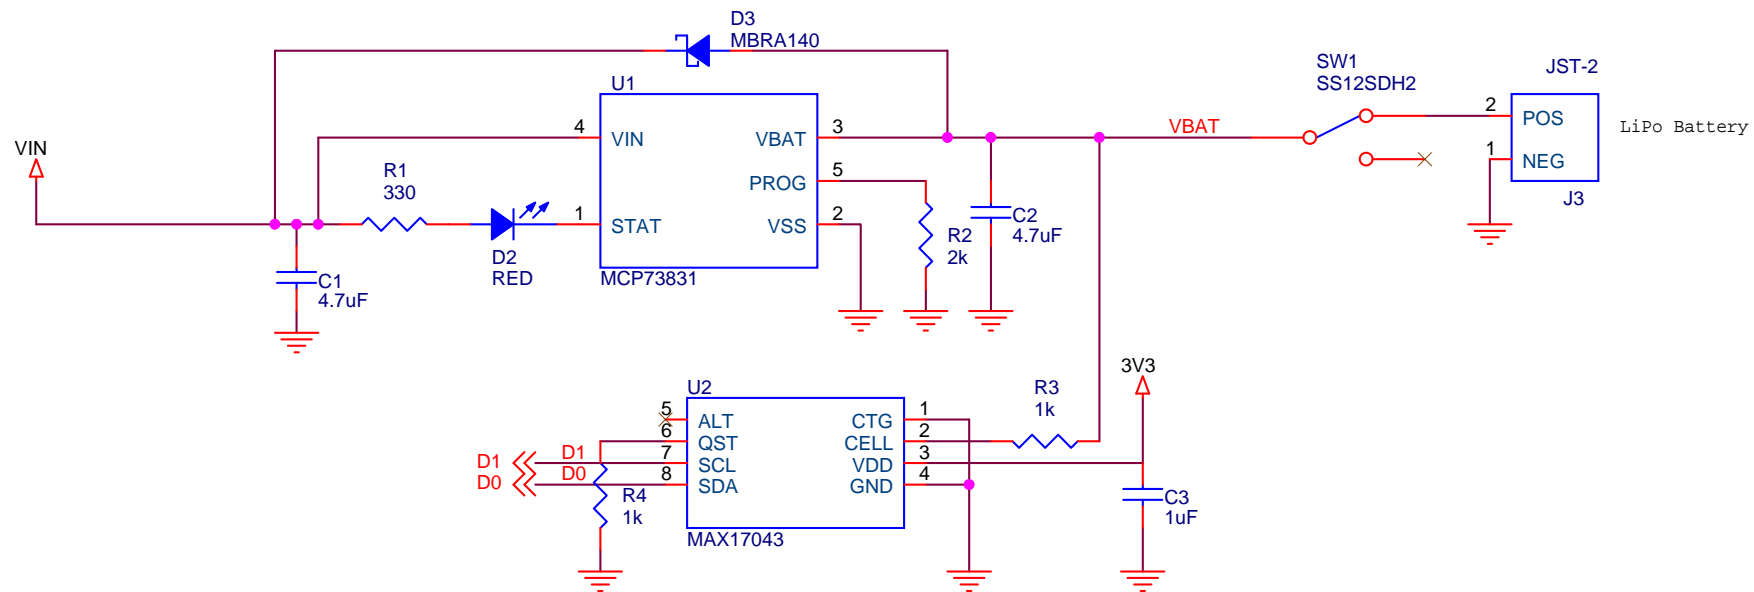 D3
MBRA140
SW1
SS12SDH2
JST-2
U1
VIN
4
VIN
VBAT
3
VBAT
2
POS
LiPo Battery
1
NEG
J3
R1
330
PROG
5
1
STAT
VSS
2
D2
RED
MCP73831
R2
2k
C2
4.7uF
C1
4.7uF
3V3
U2
R3
1k
5
ALT
CTG
1
6
QST
CELL
2
D1
D1
7
SCL
VDD
3
D0
D0
8
SDA
GND
4
R4
1k
C3
1uF
MAX17043